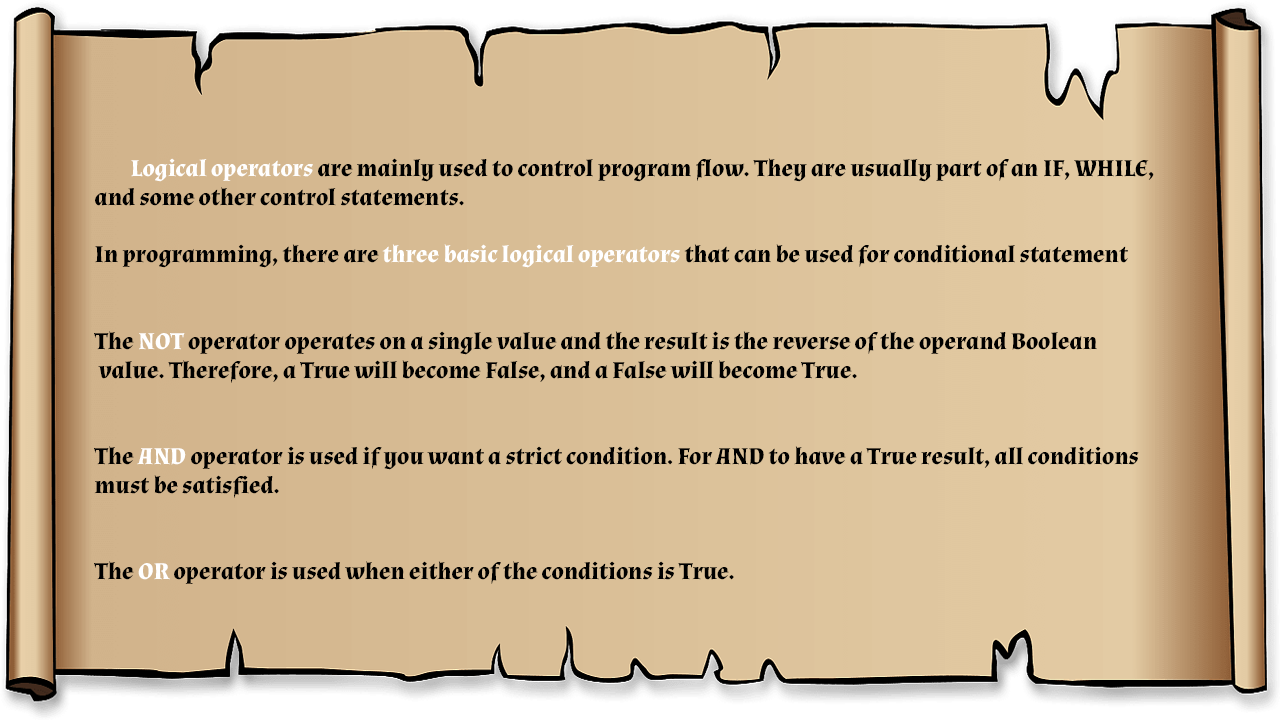 Logical operators are mainly used to control program flow. They are usually part of an IF, WHILE,
and some other control statements.
In programming, there are three basic logical operators that can be used for conditional statement
The NOT operator operates on a single value and the result is the reverse of the operand Boolean
value. Therefore, a True will become False, and a False will become True.
The AND operator is used if you want a strict condition. For AND to have a True result, all conditions
must be satisfied.
The OR operator is used when either of the conditions is True.